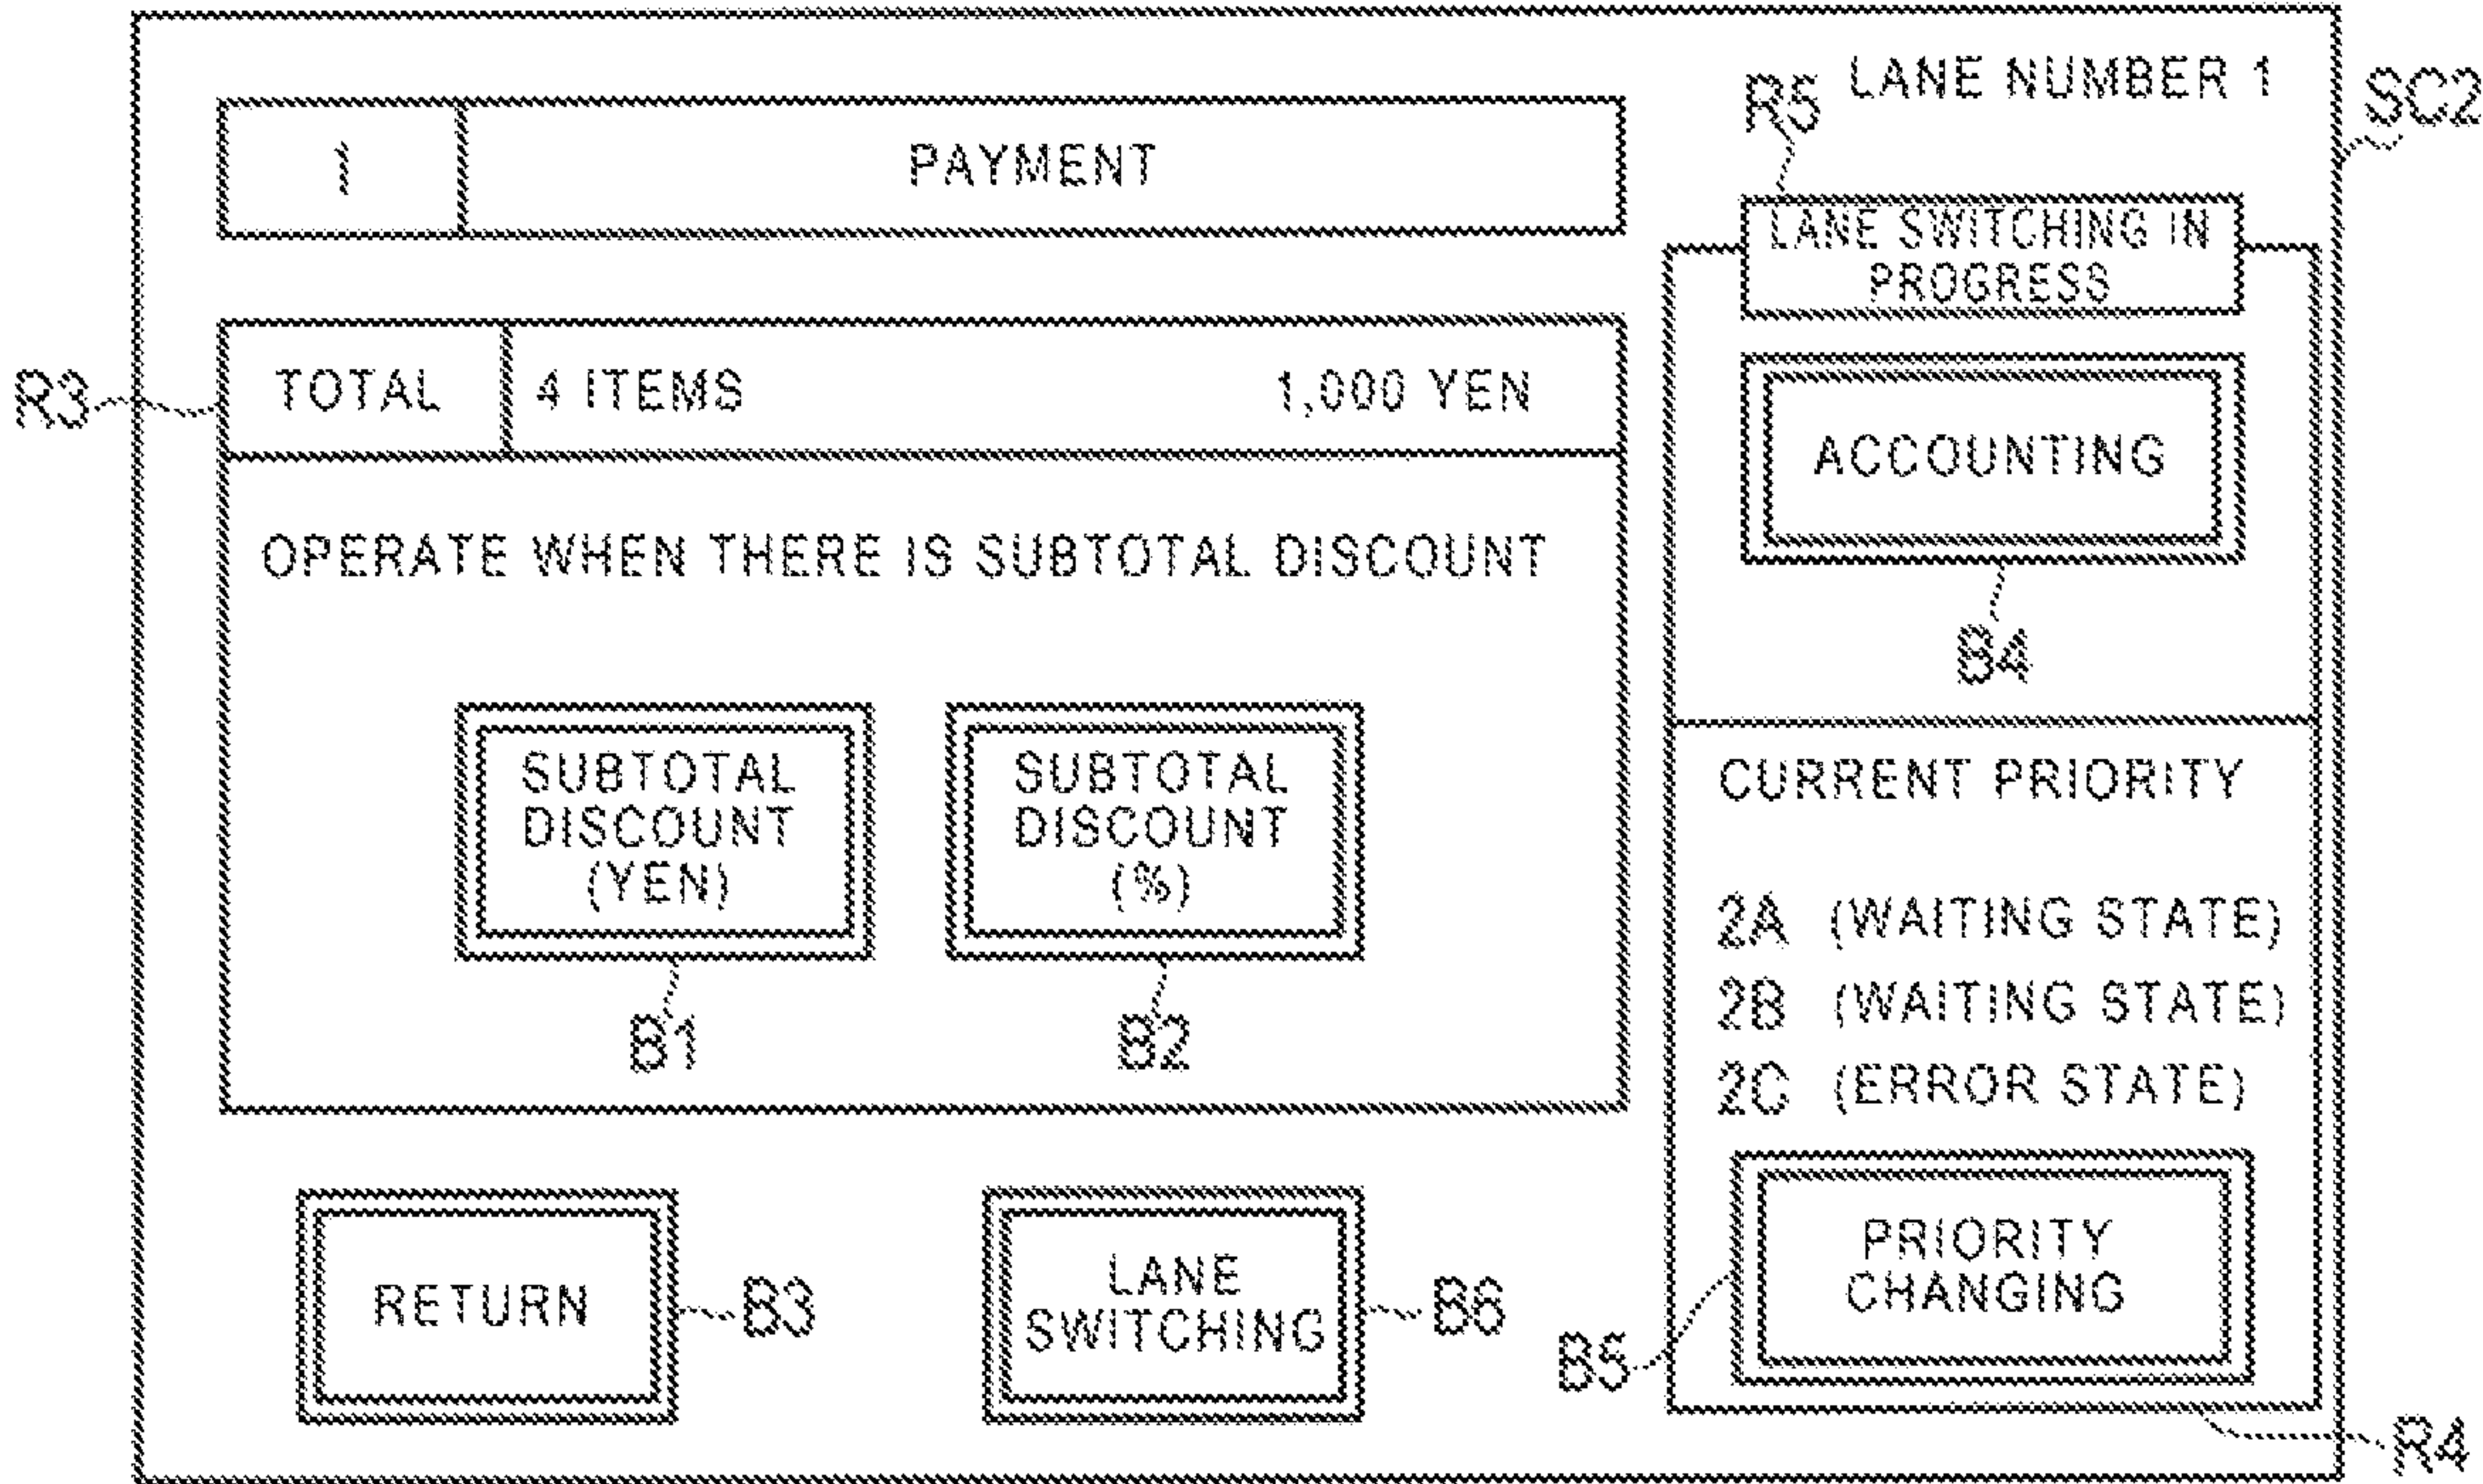 LANE NUMBER 1
SC2
R5
1
PAYMENT
LANE SWITCHING IN
PROGRESS
R3
TOTAL
4 ITEMS
1,000 YEN
ACCOUNTING
B4
OPERATE WHEN THERE IS SUBTOTAL DISCOUNT
SUBTOTAL
DISCOUNT
(YEN)
B1
SUBTOTAL
DISCOUNT
(%)
B2
CURRENT PRIORITY
2A (WAITING STATE)
2B (WAITING STATE)
2C (ERROR STATE)
RETURN
B3
LANE
SWITCHING
B6
PRIORITY
CHANGING
B5
R4